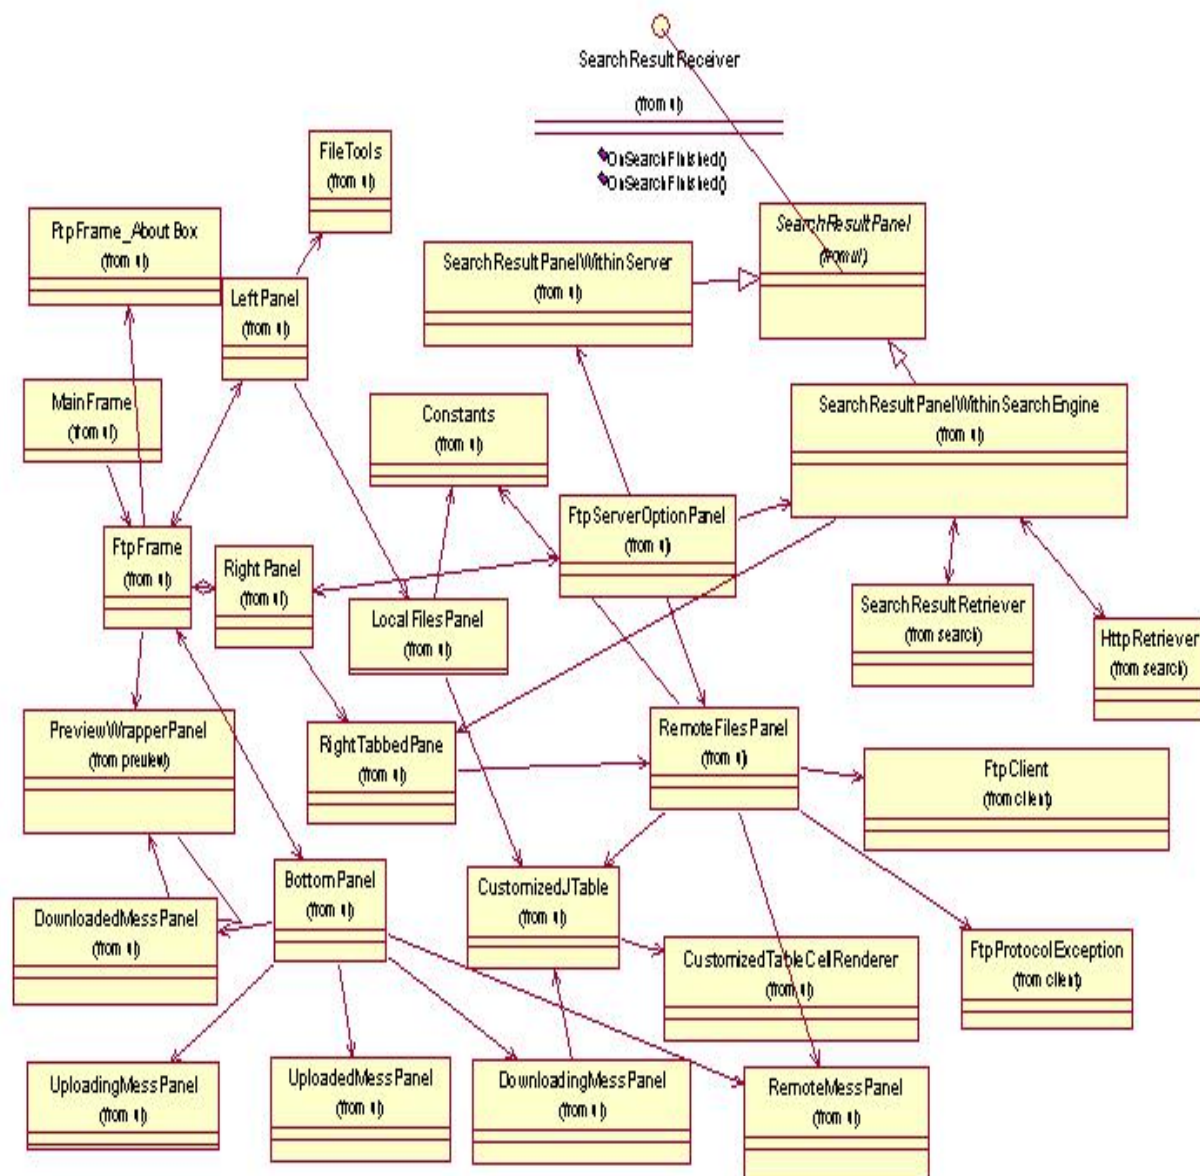 SearchResultReceiver
(from ui)
OnSearchFinished()
OnSearchFinished()
FileTools
(from ui)
FtpFrame_AboutBox
(from ui)
SearchResultPanel
(from ui)
SearchResultPanelWithinServer
(from ui)
LeftPanel
(from ui)
MainFrame
(from ui)
Constants
(from ui)
SearchResultPanelWithinSearchEngine
(from ui)
FtpServerOptionPanel
(from ui)
FtpFrame
(from ui)
RightPanel
(from ui)
LocalFilesPanel
(from ui)
SearchResultRetriever
(from search)
HttpRetriever
(from search)
PreviewWrapperPanel
(from preview)
RightTabbedPane
(from ui)
RemoteFilesPanel
(from ui)
FtpClient
(from client)
BottomPanel
(from ui)
CustomizedJTable
(from ui)
DownloadedMessPanel
(from ui)
CustomizedTableCellRenderer
(from ui)
FtpProtocolException
(from client)
UploadingMessPanel
(from ui)
UploadedMessPanel
(from ui)
DownloadingMessPanel
(from ui)
RemoteMessPanel
(from ui)